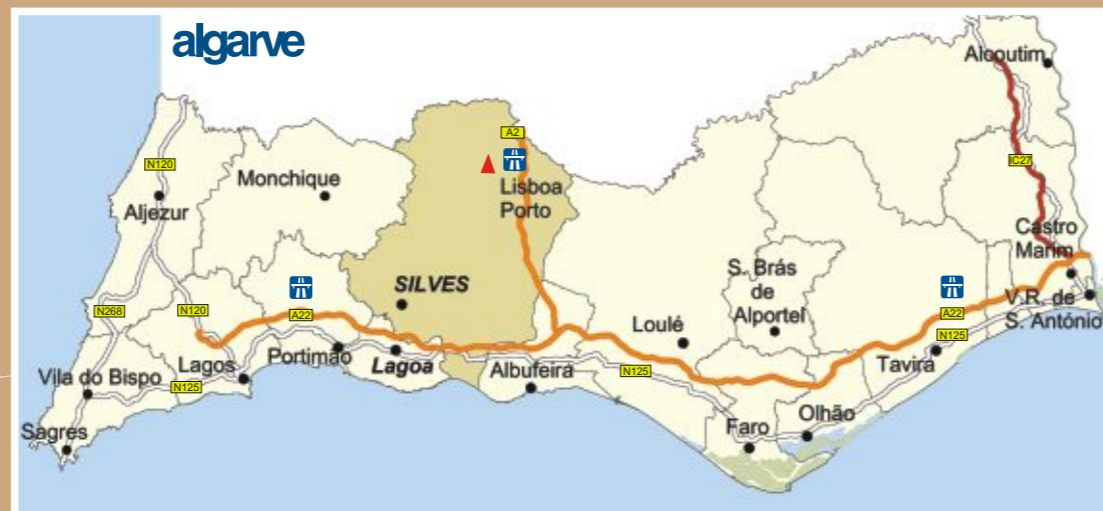 algarve
Alcoutim
A2
N120
IC27
Lisboa
Porto
Monchique
Aljezur
Castro
Marim
S. Brás
de
Alportel
SILVES
V.R. de
S. António
N268
N120
A22
A22
Loulé
N125
Portimão
Lagoa
Lagos
Albufeira
N125
Tavira
Vila do Bispo
N125
Faro
Olhão
Sagres